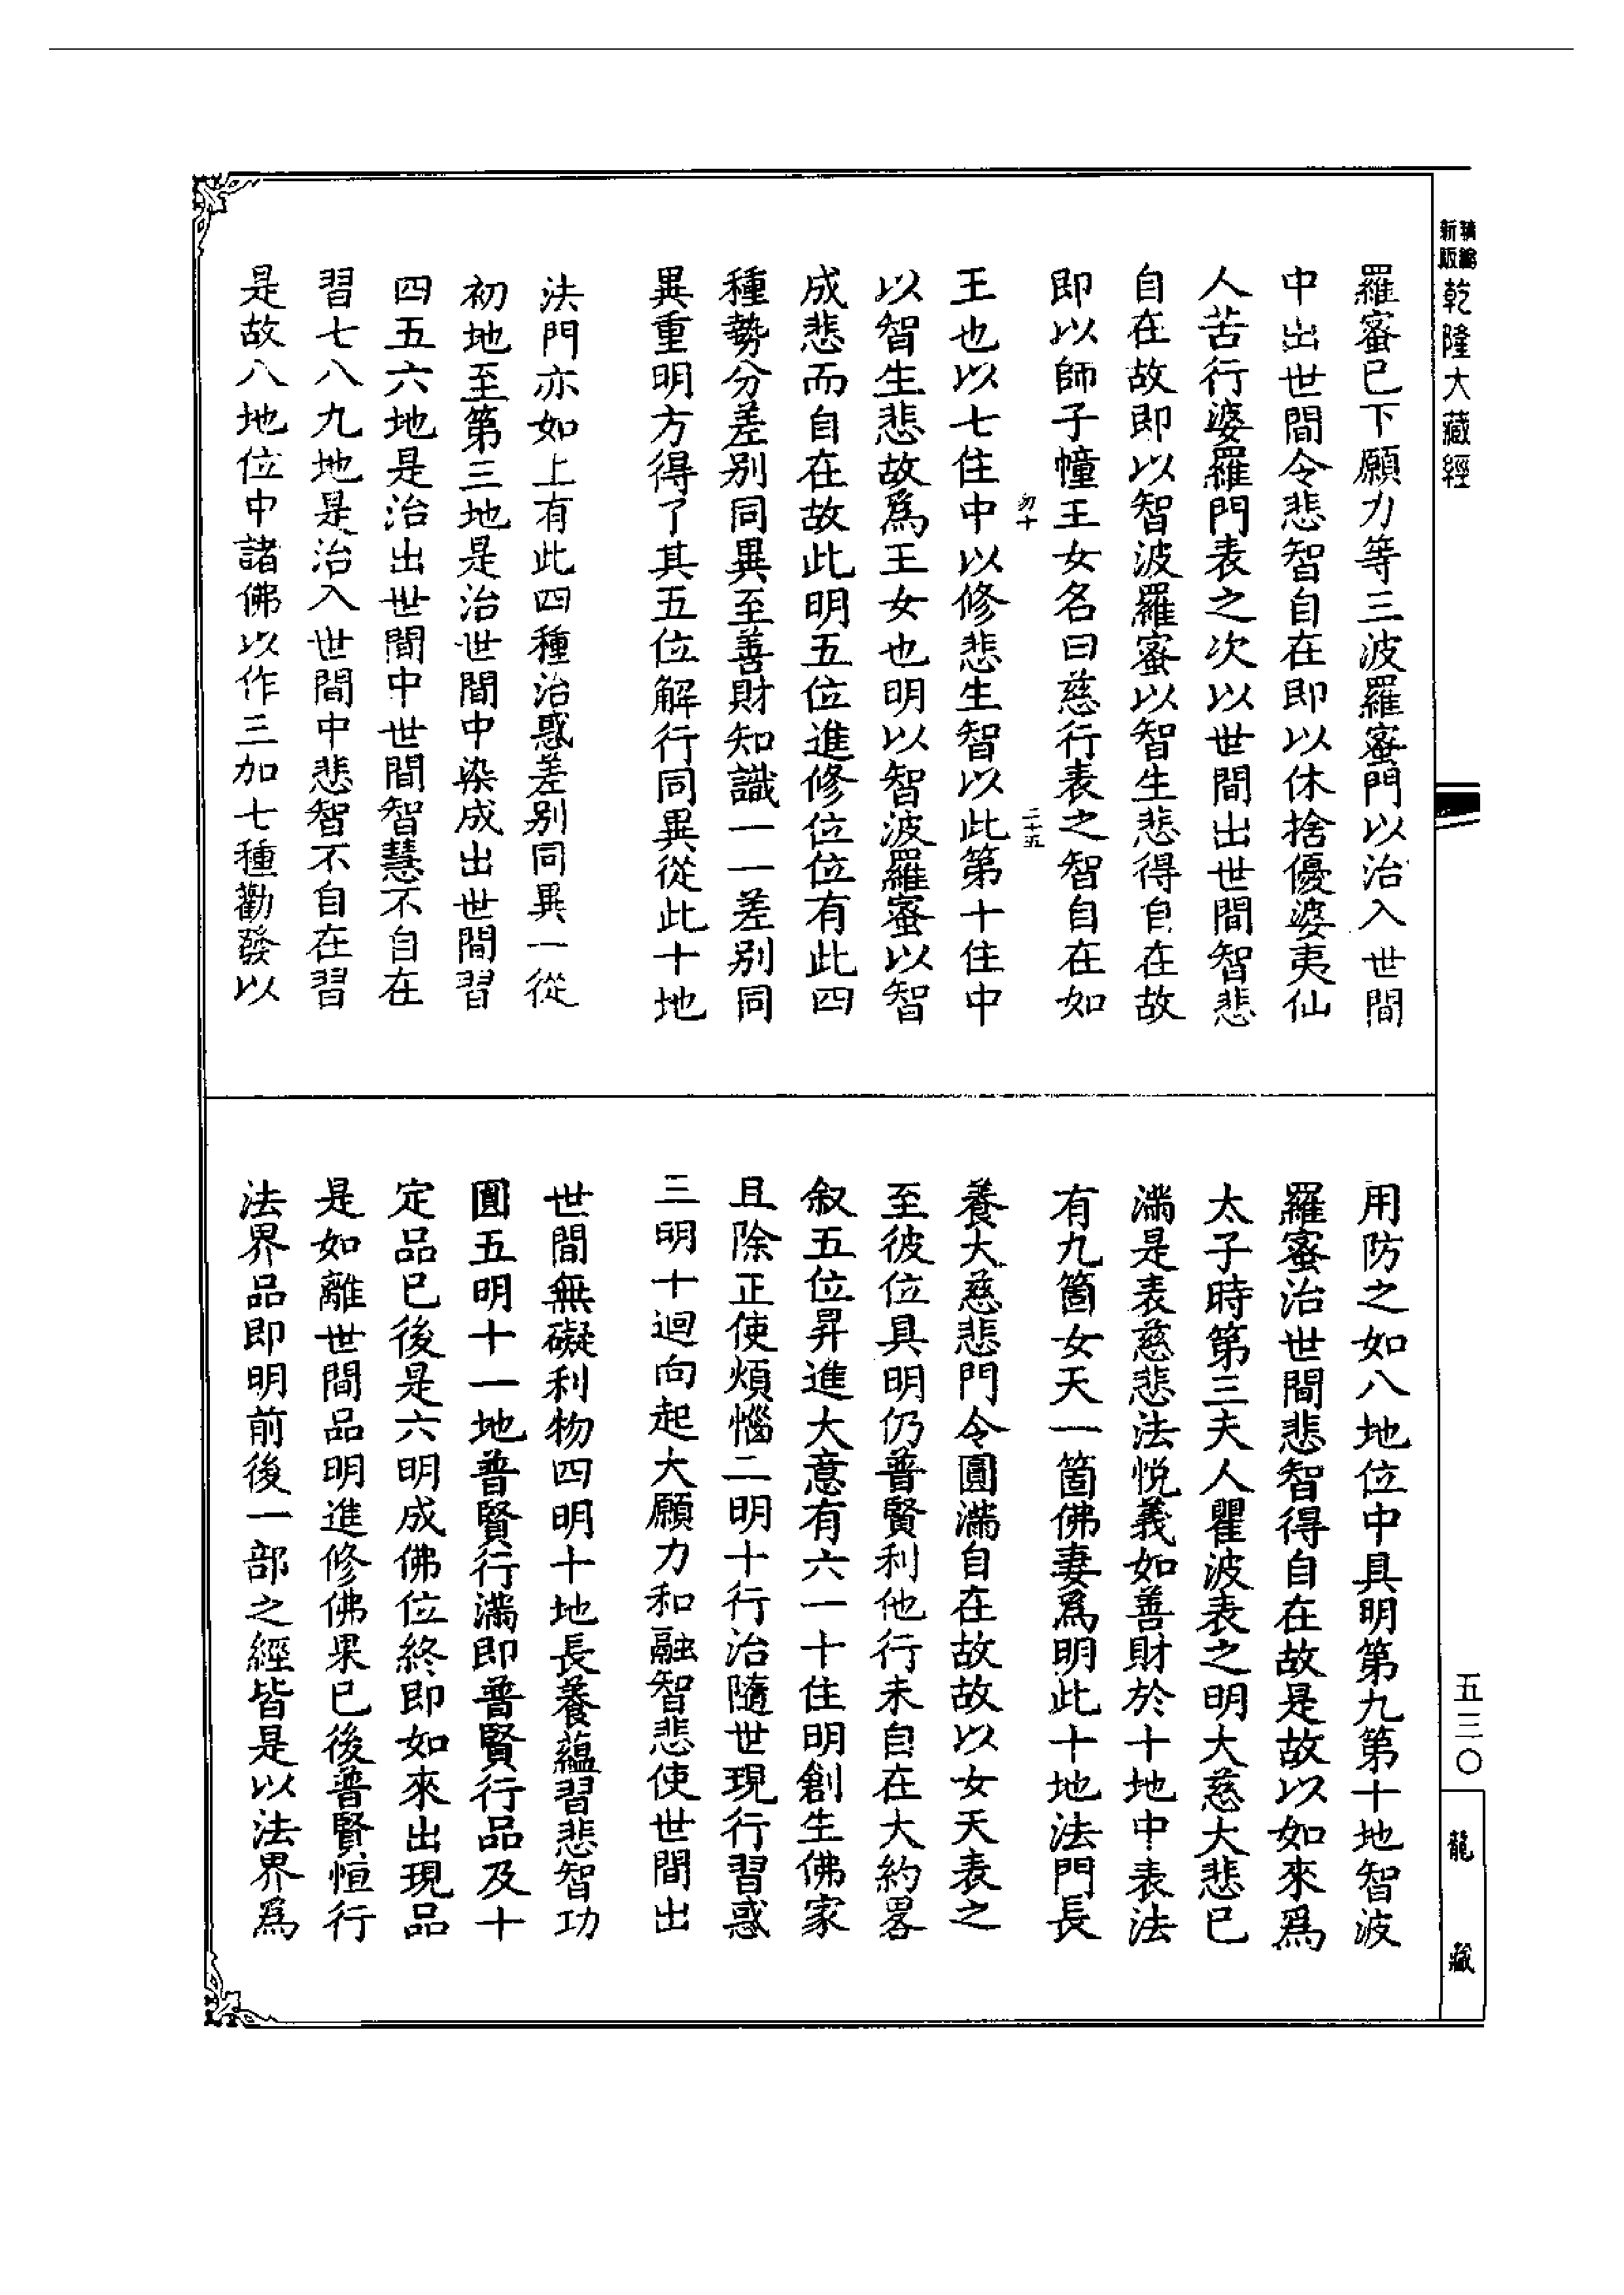 精編新版
乾隆大藏經
羅蜜已下願力等三波羅蜜門以治入世間
中出世間令悲智自在即以休捨優婆夷仙
人苦行婆羅門表之次以世間出世間智悲
自在故即以智波羅蜜以智生悲得自在故
即以師子幢王女名曰慈行表之智自在如
二十五
王也以七住中以修悲生智以此第十住中
以智生悲故為王女也明以智波羅蜜以智
成悲而自在故此明五位進修位位有此四
種勢分差別同異至善財知識一一差別同
異重明方得了其五位解行同異從此十地
法門亦如上有此四種治惑差別同異一從
初地至第三地是治世間中染成出世間習
四五六地是治出世間中世間智慧不自在
習七八九地是治入世間中悲智不自在習
是故八地位中諸佛以作三加七種勸發以
用防之如八地位中具明第九第十地智波
羅蜜治世間悲智得自在故是故以如來為
太子時第三夫人瞿波表之明大慈大悲已
滿是表慈悲法悅義如善財於十地中表法
有九箇女天一箇佛妻為明此十地法門長
養大慈悲門令圓滿自在故故以女天表之
至彼位具明仍普賢利他行未自在大約畧
叙五位昇進大意有六一十住明創生佛家
且除正使煩惱二明十行治隨世現行習惑
三明十迴向起大願力和融智悲使世間出
世間無礙利物四明十地長養蘊習悲智功
圓五明十一地普賢行滿即普賢行品及十
定品已後是六明成佛位終即如來出現品
是如離世間品明進修佛果已後普賢恒行
法界品即明前後一部之經皆是以法界為
五三〇
龍藏